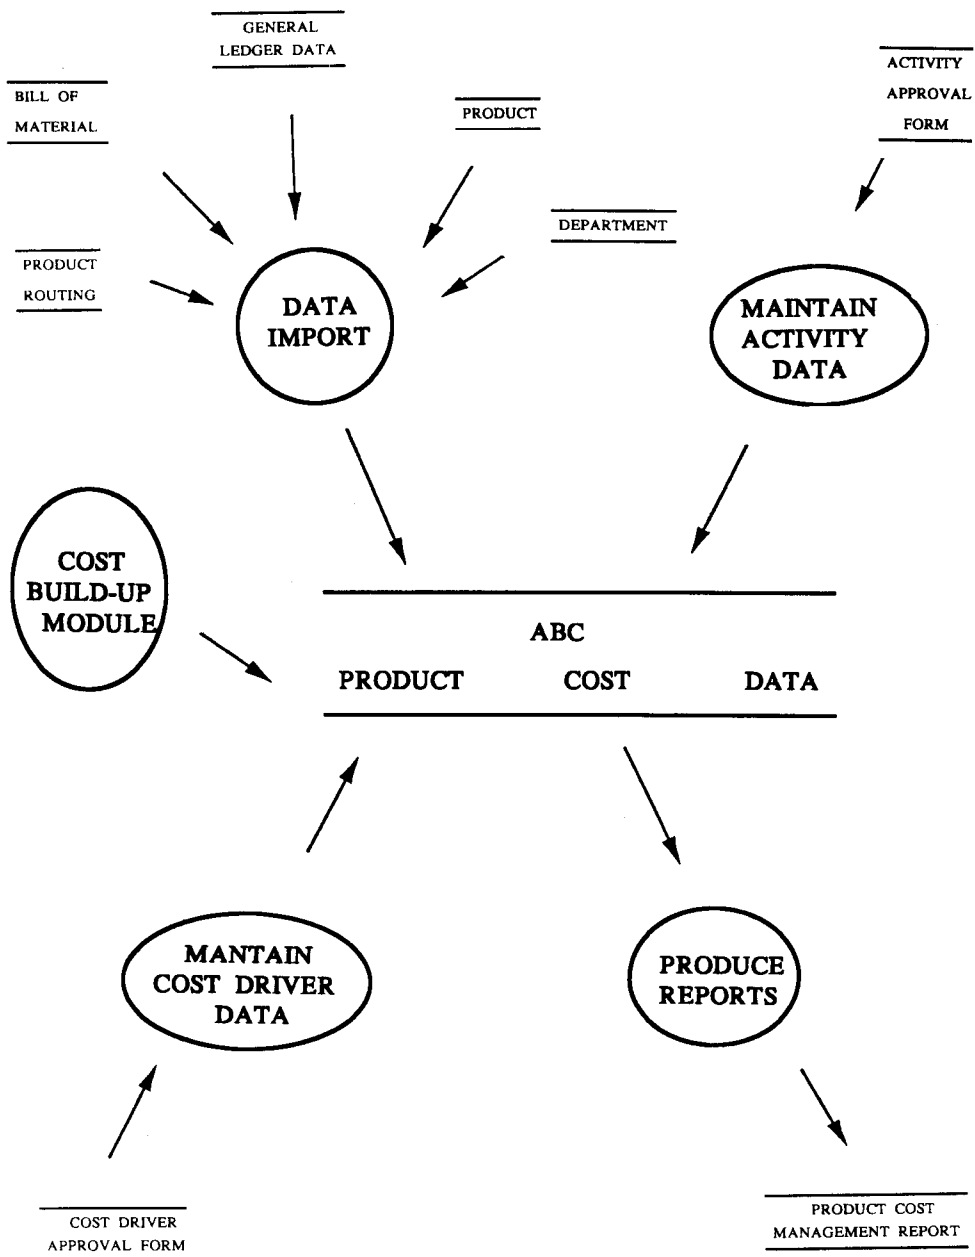 GENERAL
LEDGER DATA
BILL OF
MATERIAL
PRODUCT
ACTIVITY
APPROVAL
FORM
DEPARTMENT
PRODUCT
ROUTING
DATA
IMPORT
MAINTAIN
ACTIVITY
DATA
COST
BUILD-UP
MODULE
ABC
PRODUCT COST DATA
MANTAIN
COST DRIVER
DATA
PRODUCE
REPORTS
COST DRIVER
APPROVAL FORM
PRODUCT COST
MANAGEMENT REPORT